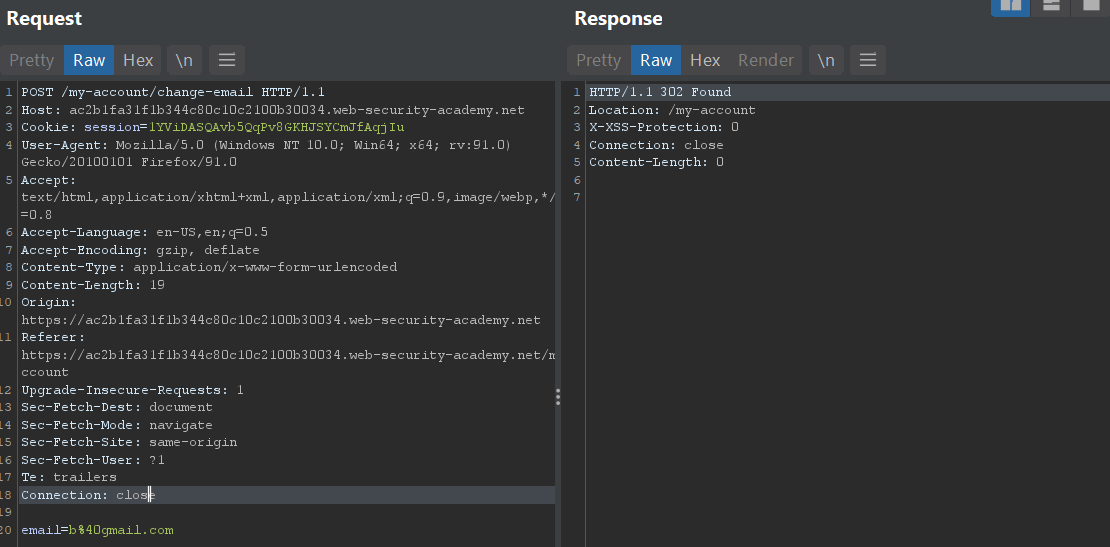 Request
Pretty Raw Hex \n
1 POST /my-account/change-email HTTP/1.1
2 Host: ac2b1fa31f1b344c80c10c2100b30034.web-security-academy.net
3 Cookie: session=1YViDASQAvb5QqPv8GKHJSYCmJfAqjIu
4 User-Agent: Mozilla/5.0 (Windows NT 10.0; Win64; x64; rv:91.0)
Gecko/20100101 Firefox/91.0
5 Accept:
text/html,application/xhtml+xml,application/xml;q=0.9,image/webp,*/
=0.8
6 Accept-Language: en-US,en;q=0.5
7 Accept-Encoding: gzip, deflate
8 Content-Type: application/x-www-form-urlencoded
9 Content-Length: 19
10 Origin:
https://ac2b1fa31f1b344c80c10c2100b30034.web-security-academy.net
11 Referer:
https://ac2b1fa31f1b344c80c10c2100b30034.web-security-academy.net/m
ccount
12 Upgrade-Insecure-Requests: 1
13 Sec-Fetch-Dest: document
14 Sec-Fetch-Mode: navigate
15 Sec-Fetch-Site: same-origin
16 Sec-Fetch-User: ?1
17 Te: trailers
18 Connection: close
19
20 email=b%40gmail.com
Response
Pretty Raw Hex Render \n
1 HTTP/1.1 302 Found
2 Location: /my-account
3 X-XSS-Protection: 0
4 Connection: close
5 Content-Length: 0
6
7